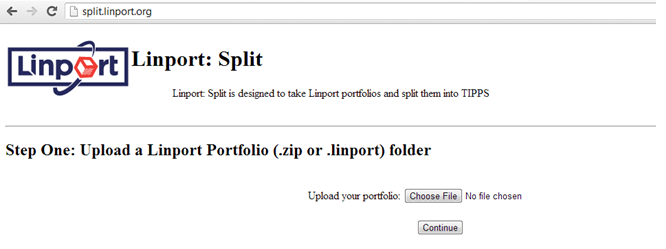 split.linport.org
Linport
Linport: Split
Linport: Split is designed to take Linport portfolios and split them into TIPPS
Step One: Upload a Linport Portfolio (.zip or .linport) folder
Upload your portfolio: Choose File No file chosen
Continue